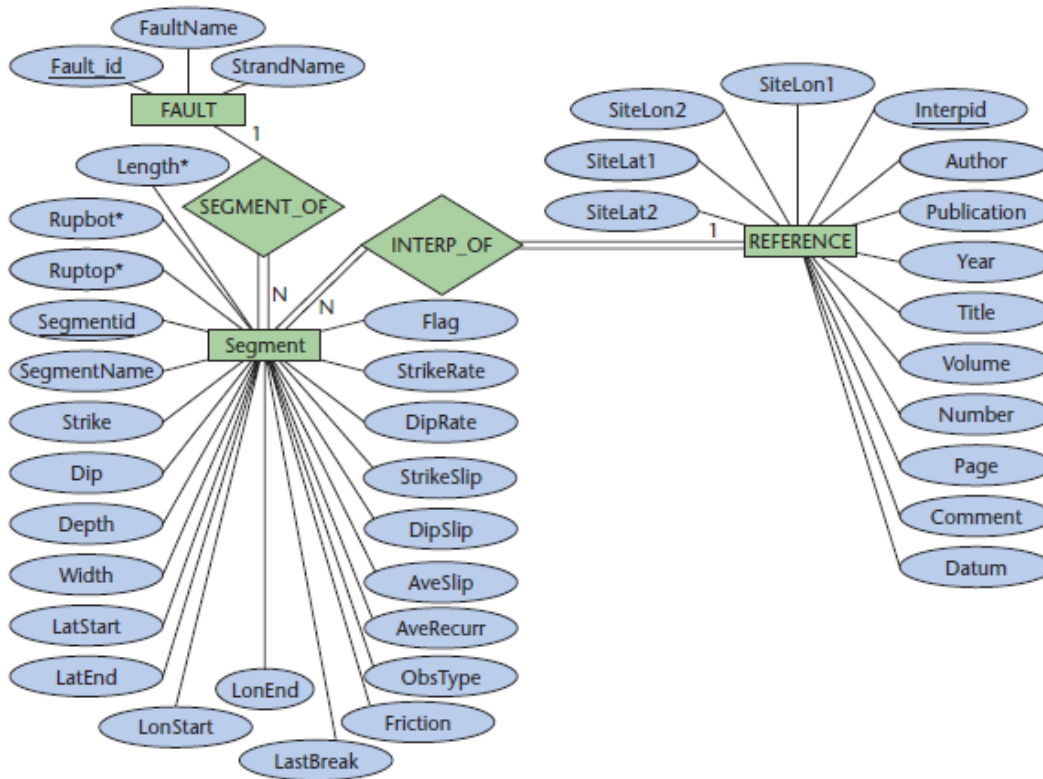 FaultName
Fault_id
StrandName
FAULT
1
Length*
SEGMENT_OF
Rupbot*
Ruptop*
Segmentid
SegmentName
Strike
Dip
Depth
Width
LatStart
LatEnd
LonStart
LonEnd
LastBreak
Friction
ObsType
AveRecurr
AveSlip
DipSlip
StrikeSlip
DipRate
StrikeRate
Flag
Segment
N
N
INTERP_OF
1
REFERENCE
SiteLon1
SiteLon2
SiteLat1
SiteLat2
Interpid
Author
Publication
Year
Title
Volume
Number
Page
Comment
Datum